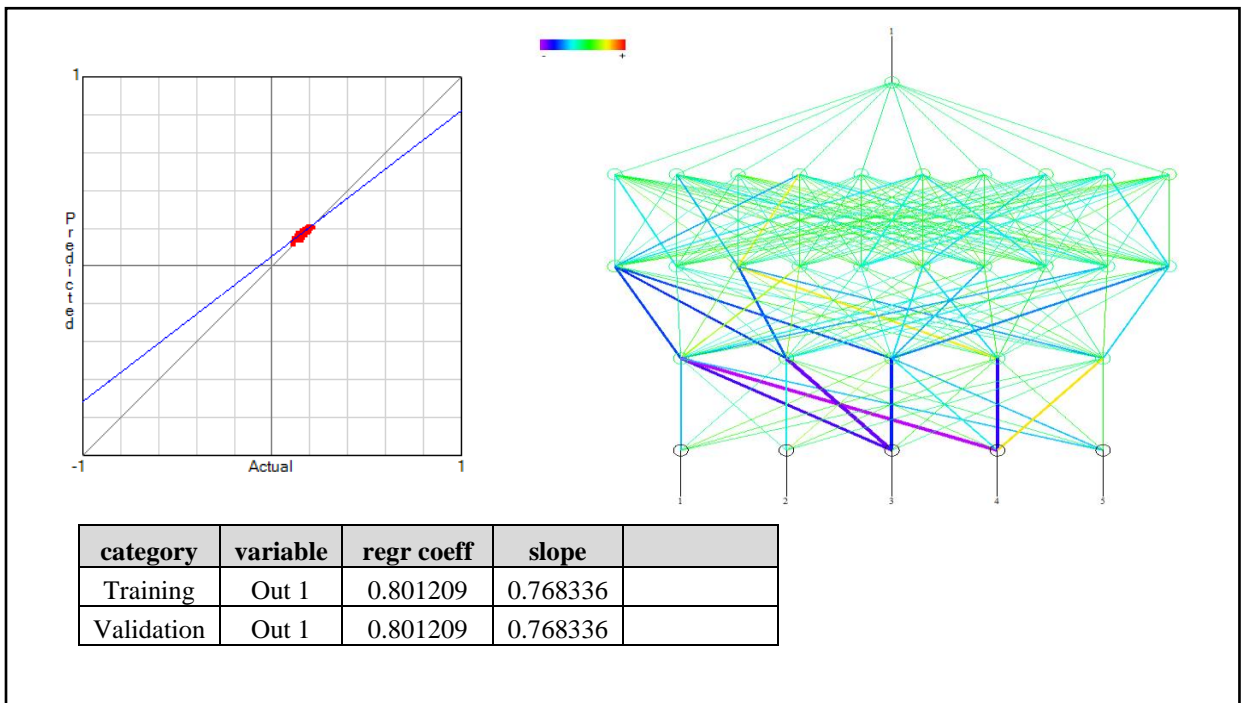 - +
1
1
Predicted
-1 Actual 1
1 2 3 4 5
category variable regr coeff slope
Training Out 1 0.801209 0.768336
Validation Out 1 0.801209 0.768336